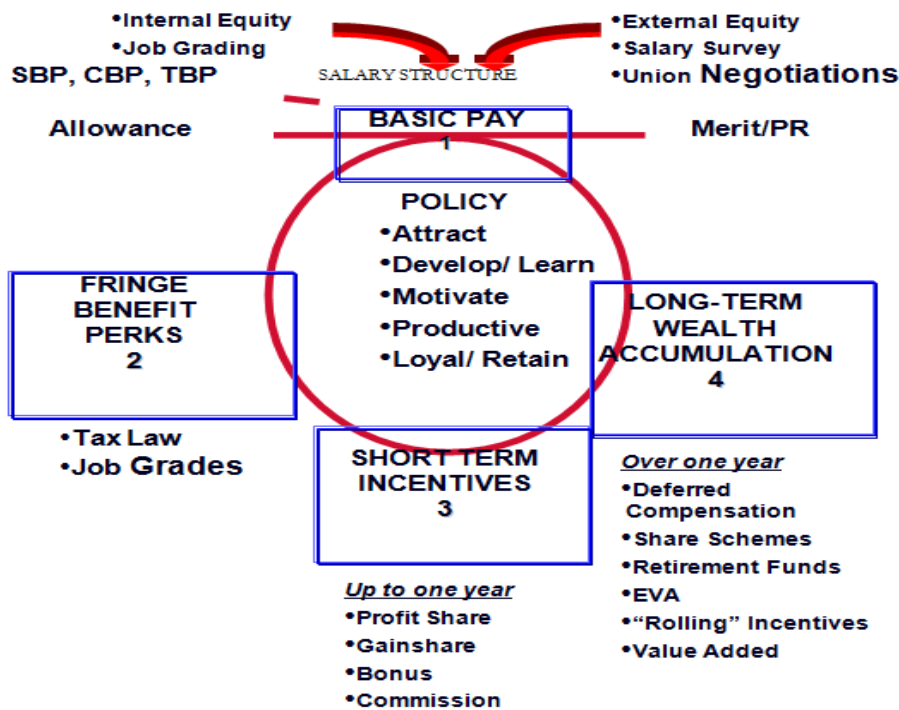 •Internal Equity
•Job Grading
SBP, CBP, TBP
SALARY STRUCTURE
•External Equity
•Salary Survey
•Union Negotiations
Allowance
BASIC PAY
1
Merit/PR
POLICY
•Attract
•Develop/ Learn
•Motivate
•Productive
•Loyal/ Retain
FRINGE
BENEFIT
PERKS
2
•Tax Law
•Job Grades
SHORT TERM
INCENTIVES
3
Up to one year
•Profit Share
•Gainshare
•Bonus
•Commission
LONG-TERM
WEALTH
ACCUMULATION
4
Over one year
•Deferred
Compensation
•Share Schemes
•Retirement Funds
•EVA
•“Rolling” Incentives
•Value Added